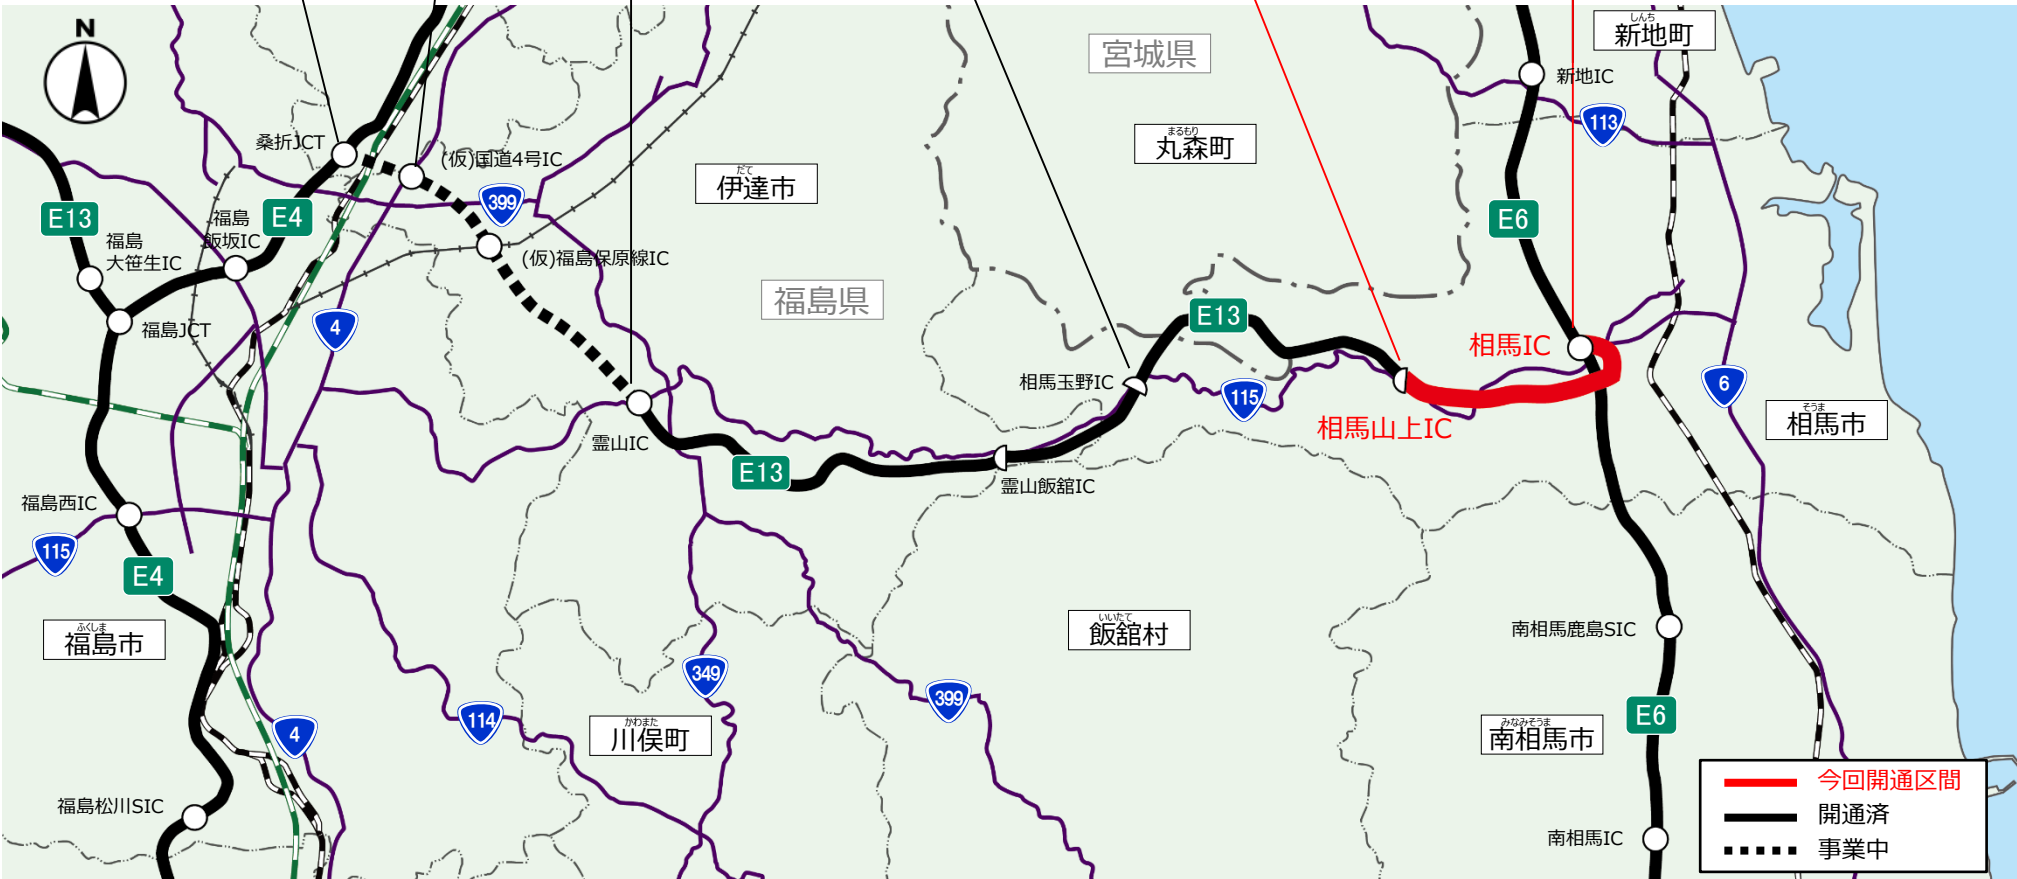 N
しんち
新地町
宮城県
新地IC
113
まるもり
丸森町
桑折JCT
(仮)国道4号IC
だて
伊達市
399
E13
E4
福島
飯坂IC
E6
福島
大笹生IC
(仮)福島保原線IC
福島県
福島JCT
4
E13
相馬IC
相馬玉野IC
115
6
そうま
相馬市
相馬山上IC
霊山IC
E13
霊山飯舘IC
福島西IC
115
E4
ふくしま
福島市
いいたて
飯舘村
南相馬鹿島SIC
349
399
E6
114
かわまた
川俣町
みなみそうま
南相馬市
4
福島松川SIC
南相馬IC
今回開通区間
開通済
事業中